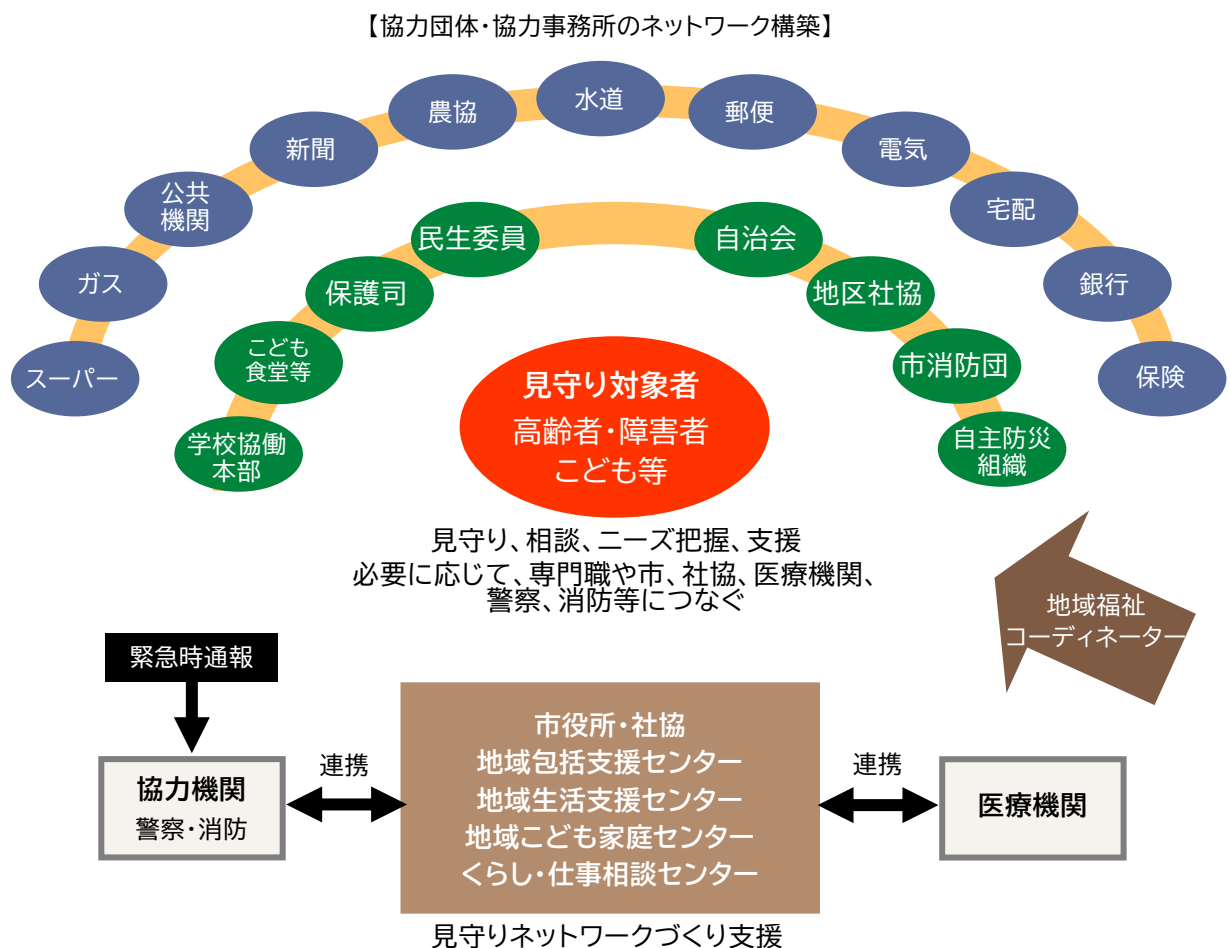 【協力団体・協力事務所のネットワーク構築】
水道
農協
郵便
新聞
電気
公共
機関
宅配
ガス
銀行
スーパー
保険
民生委員
自治会
保護司
地区社協
こども
食堂等
市消防団
学校協働
本部
自主防災
組織
見守り対象者
高齢者・障害者
こども等
見守り、相談、ニーズ把握、支援
必要に応じて、専門職や市、社協、医療機関、
警察、消防等につなぐ
地域福祉
コーディネーター
緊急時通報
協力機関
警察・消防
連携
市役所・社協
地域包括支援センター
地域生活支援センター
地域こども家庭センター
くらし・仕事相談センター
連携
医療機関
見守りネットワークづくり支援